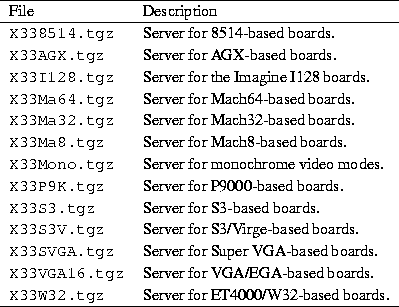 File Description
X338514.tgz Server for 8514-based boards.
X33AGX.tgz Server for AGX-based boards.
X33I128.tgz Server for the Imagine I128 boards.
X33Ma64.tgz Server for Mach64-based boards.
X33Ma32.tgz Server for Mach32-based boards.
X33Ma8.tgz Server for Mach8-based boards.
X33Mono.tgz Server for monochrome video modes.
X33P9K.tgz Server for P9000-based boards.
X33S3.tgz Server for S3-based boards.
X33S3V.tgz Server for S3/Virge-based boards.
X33SVGA.tgz Server for Super VGA-based boards.
X33VGA16.tgz Server for VGA/EGA-based boards.
X33W32.tgz Server for ET4000/W32-based boards.